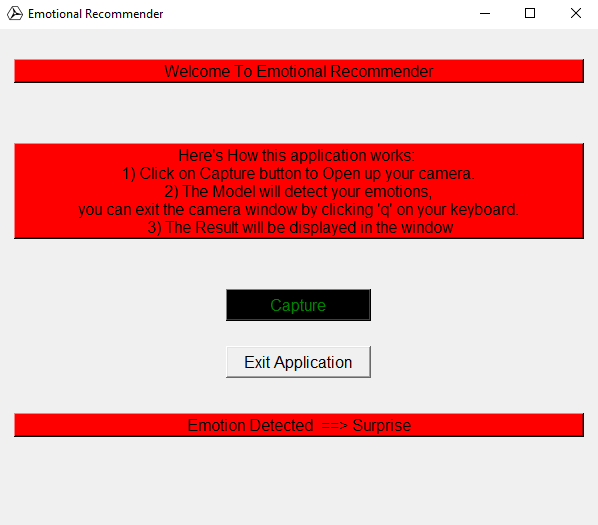 Emotional Recommender
Welcome To Emotional Recommender
Here's How this application works:
1) Click on Capture button to Open up your camera.
2) The Model will detect your emotions,
you can exit the camera window by clicking 'q' on your keyboard.
3) The Result will be displayed in the window
Capture
Exit Application
Emotion Detected ==> Surprise